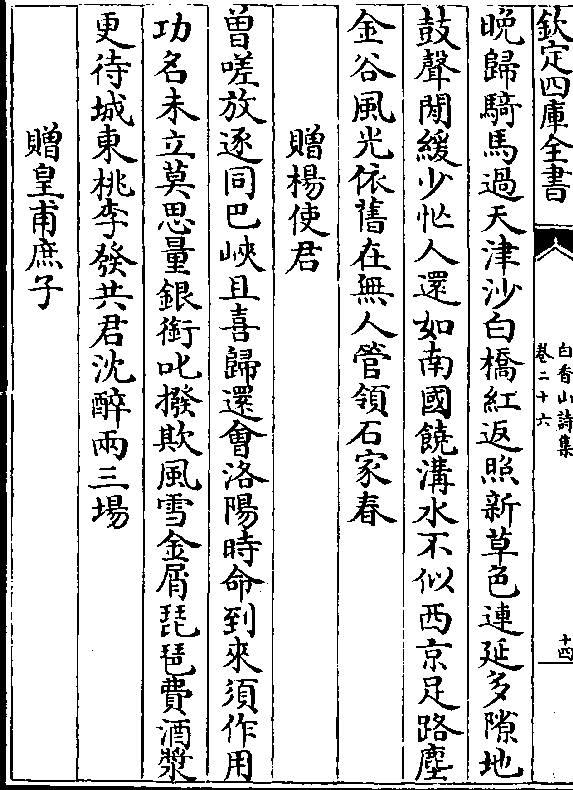 欽定四庫全書
白香山詩集
卷二十六
十四
晚歸騎馬過天津沙白橋紅返照新草色連延多隙地
鼓聲閒緩少忙人還如南國饒溝水不似西京足路塵
金谷風光依舊在無人管領石家春
贈楊使君
曽嗟放逐同巴峽且喜歸還會洛陽時命到來須作用
功名未立莫思量銀銜叱撥欺風雪金屑琵琶費酒漿
更待城東桃李發共君沈醉兩三場
贈皇甫庶子